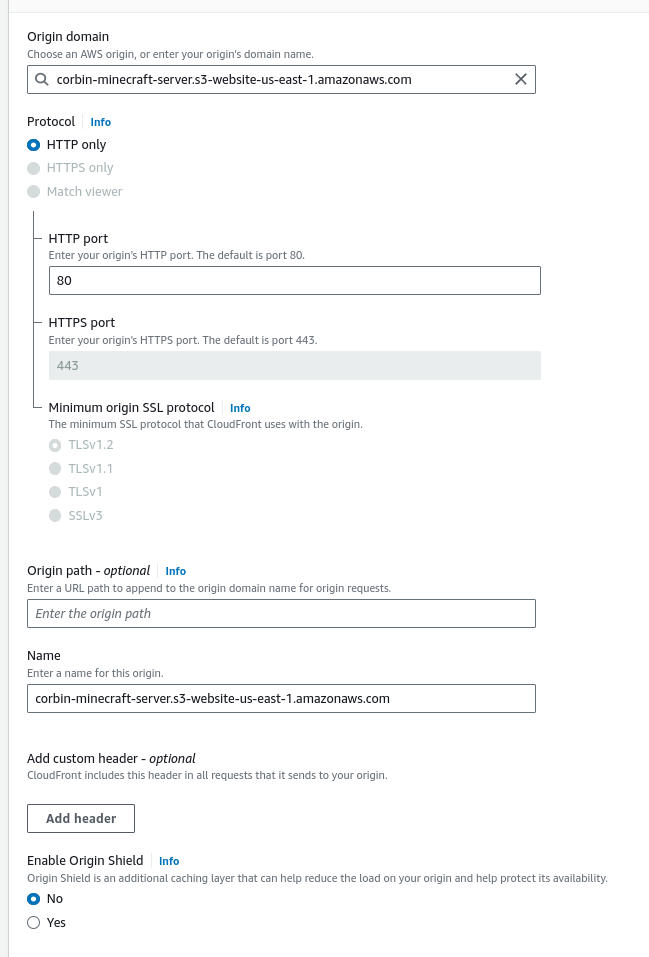 Origin domain
Choose an AWS origin, or enter your origin's domain name.
corbin-minecraft-server.s3-website-us-east-1.amazonaws.com
Protocol Info
HTTP only
HTTPS only
Match viewer
HTTP port
Enter your origin's HTTP port. The default is port 80.
80
HTTPS port
Enter your origin's HTTPS port. The default is port 443.
443
Minimum origin SSL protocol Info
The minimum SSL protocol that CloudFront uses with the origin.
TLSv1.2
TLSv1.1
TLSv1
SSLv3
Origin path - optional Info
Enter a URL path to append to the origin domain name for origin requests.
Enter the origin path
Name
Enter a name for this origin.
corbin-minecraft-server.s3-website-us-east-1.amazonaws.com
Add custom header - optional
CloudFront includes this header in all requests that it sends to your origin.
Add header
Enable Origin Shield Info
Origin Shield is an additional caching layer that can help reduce the load on your origin and help protect its availability.
No
Yes